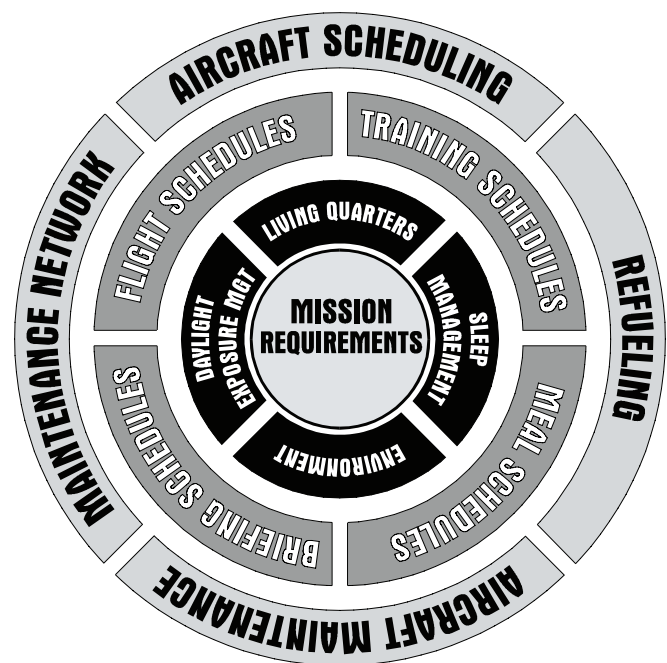 AIRCRAFT SCHEDULING
REFUELING
AIRCRAFT MAINTENANCE
MAINTENANCE NETWORK
FLIGHT SCHEDULES
TRAINING SCHEDULES
MEAL SCHEDULES
BRIEFING SCHEDULES
LIVING QUARTERS
SLEEP
MANAGEMENT
ENVIRONMENT
DAYLIGHT
EXPOSURE MGT
MISSION
REQUIREMENTS